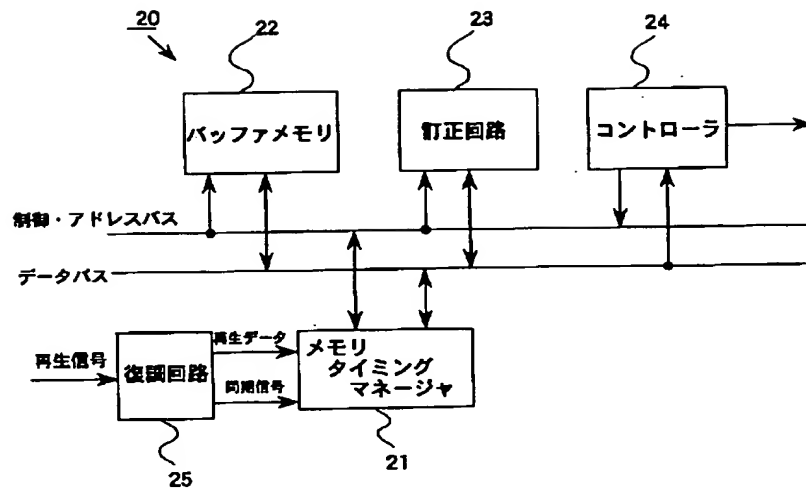 20
22
23
24
バッファメモリ
訂正回路
コントローラ
制御・アドレスバス
データバス
再生信号
復調回路
再生データ
同期信号
メモリ
タイミング
マネージャ
25
21